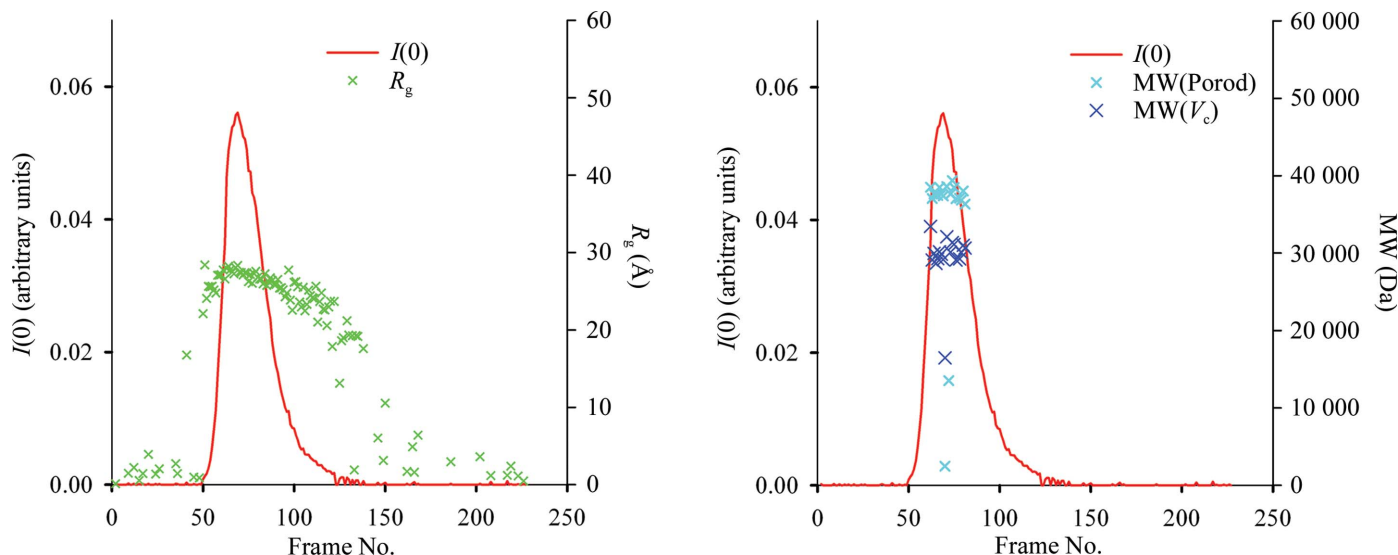 I(0)
Rg
0.06
0.04
0.02
0.00
I(0) (arbitrary units)
60
50
40
30
20
10
0
Rg (Å)
0 50 100 150 200 250
Frame No.
I(0)
MW(Porod)
MW(Vc)
0.06
0.04
0.02
0.00
I(0) (arbitrary units)
60 000
50 000
40 000
30 000
20 000
10 000
0
MW (Da)
0 50 100 150 200 250
Frame No.